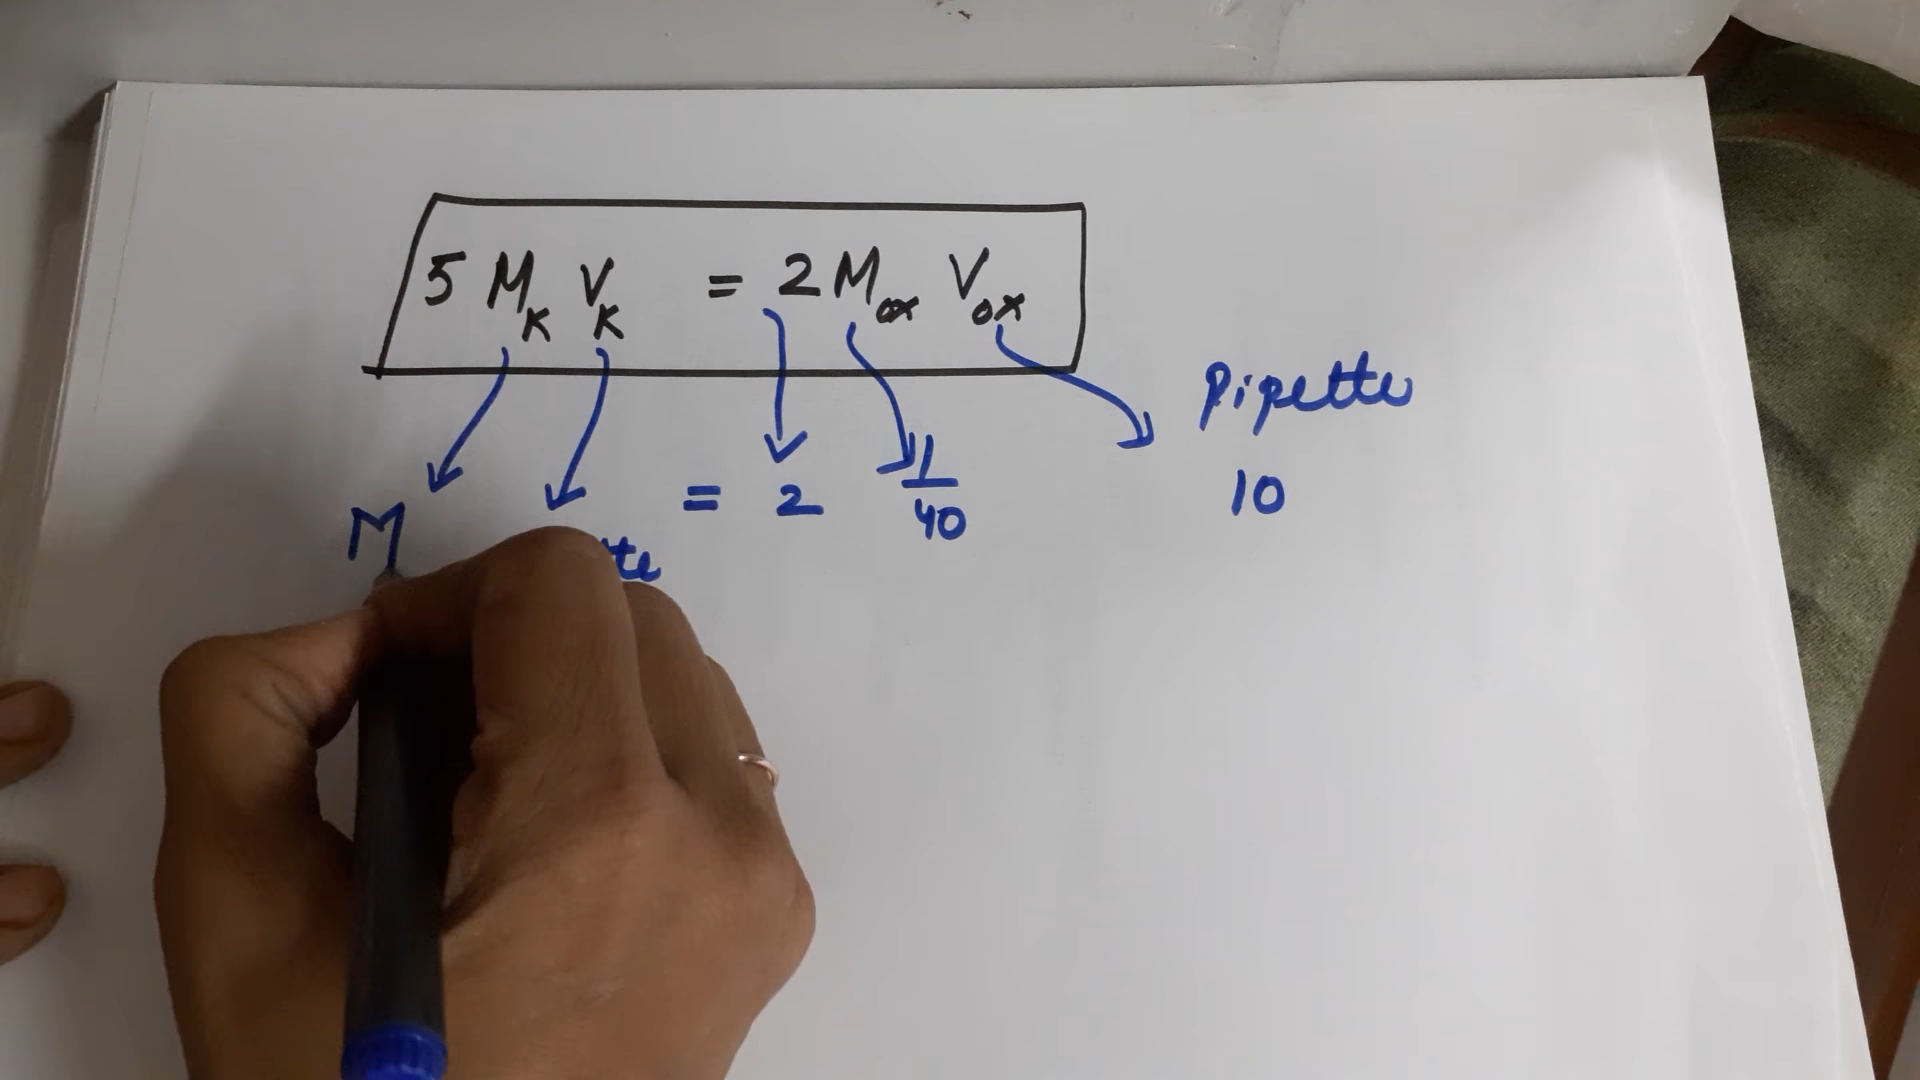 5 M_K V_K = 2 M_ox V_ox
Pipette
M = 2 1/40 10